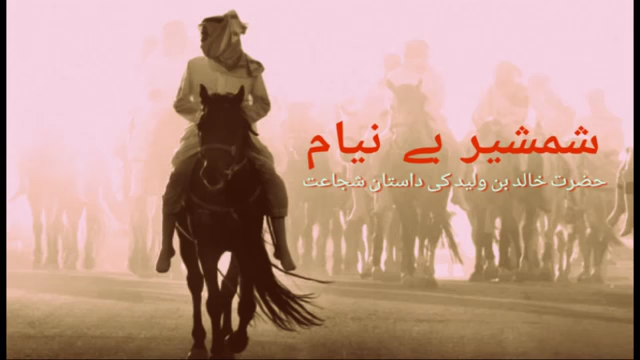 شمشیر بے نیام
حضرت خالد بن ولید کی داستان شجاعت